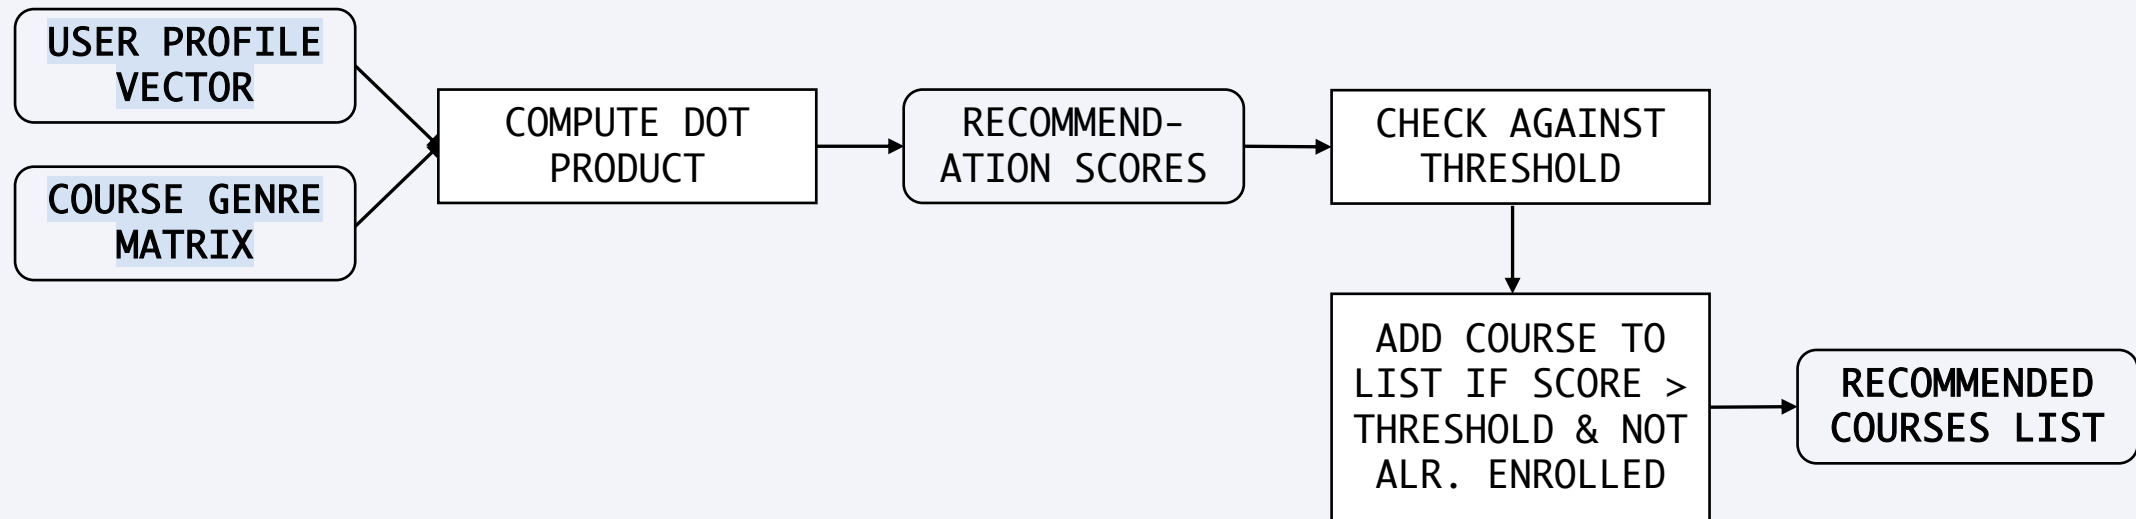 USER PROFILE
VECTOR
COURSE GENRE
MATRIX
COMPUTE DOT
PRODUCT
RECOMMEND-
ATION SCORES
CHECK AGAINST
THRESHOLD
ADD COURSE TO
LIST IF SCORE >
THRESHOLD & NOT
ALR. ENROLLED
RECOMMENDED
COURSES LIST